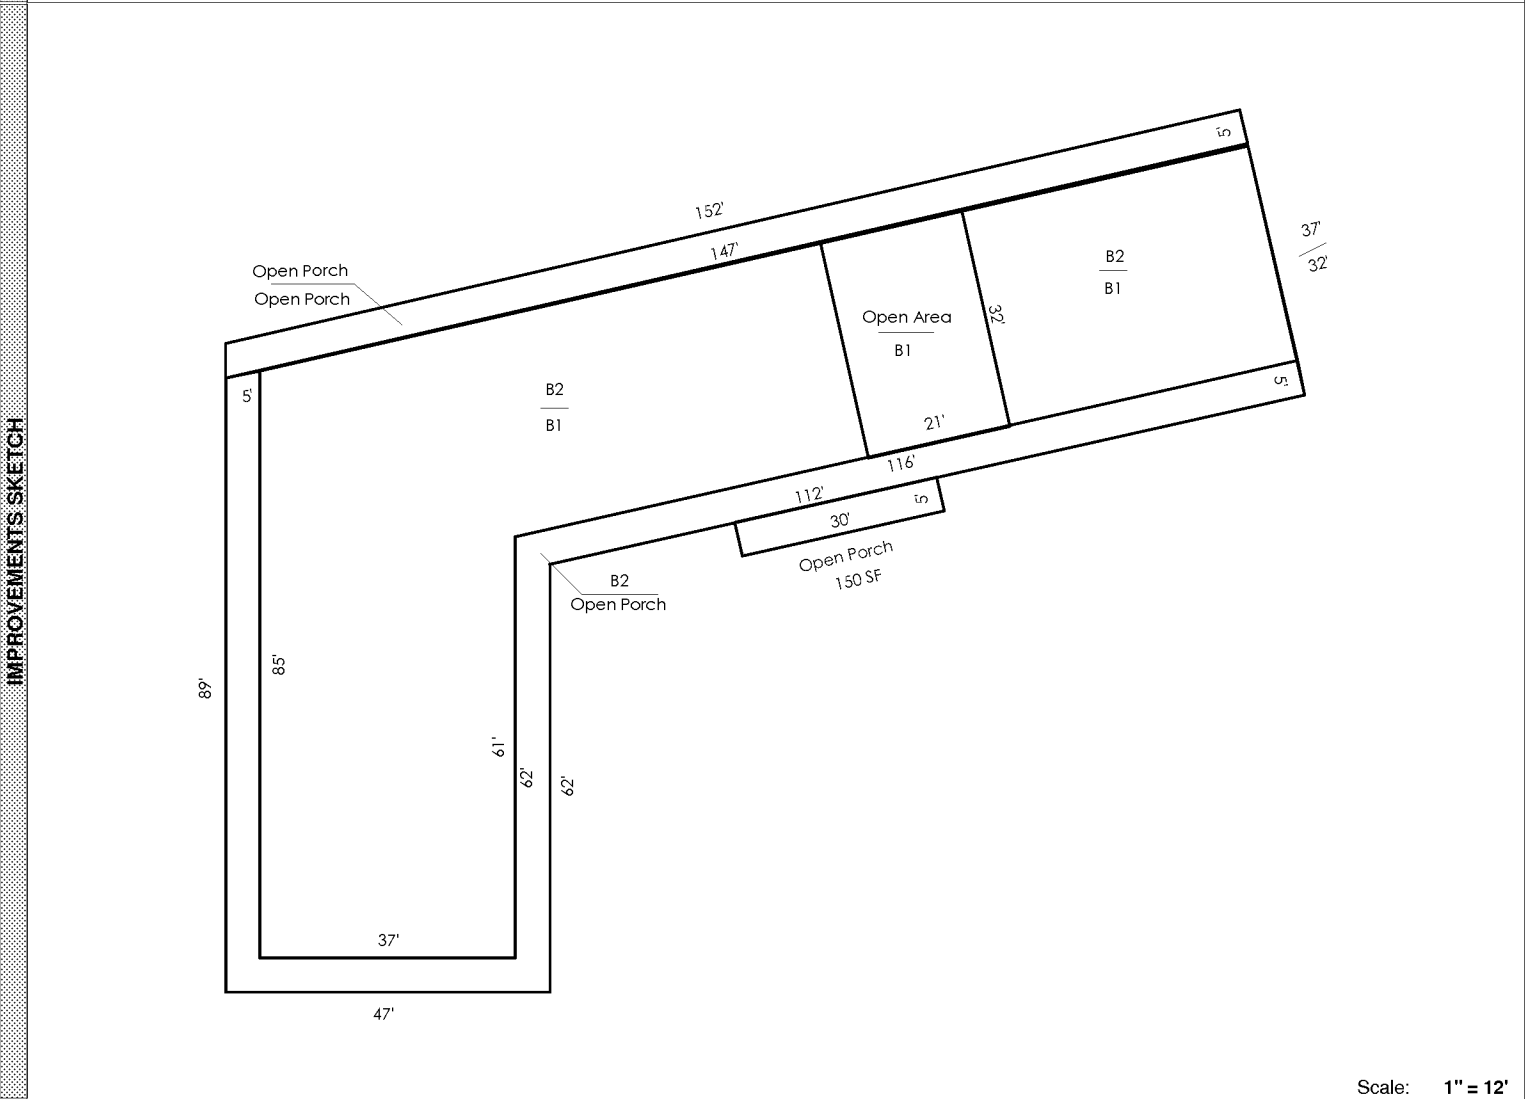 IMPROVEMENTS SKETCH
5'
152'
147'
37'
32'
Open Porch
Open Porch
B2
B1
Open Area
B1
32'
5'
B2
B1
5'
21'
116'
112'
5'
30'
Open Porch
150 SF
B2
Open Porch
85'
89'
61'
62'
62'
37'
47'
Scale: 1" = 12'